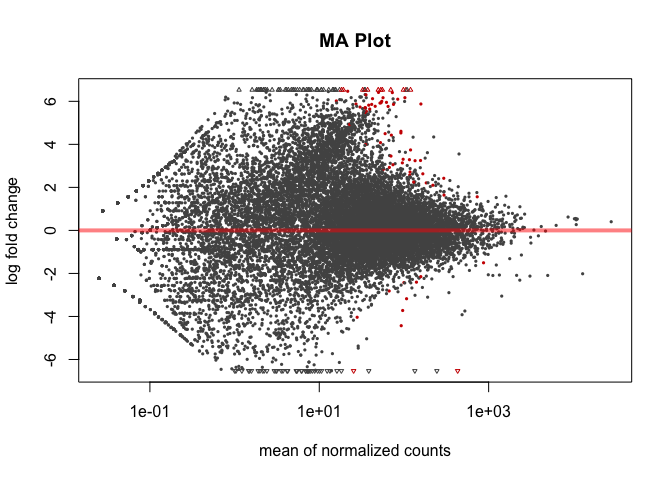 MA Plot
log fold change
6
4
2
0
-2
-4
-6
1e-01
1e+01
1e+03
mean of normalized counts